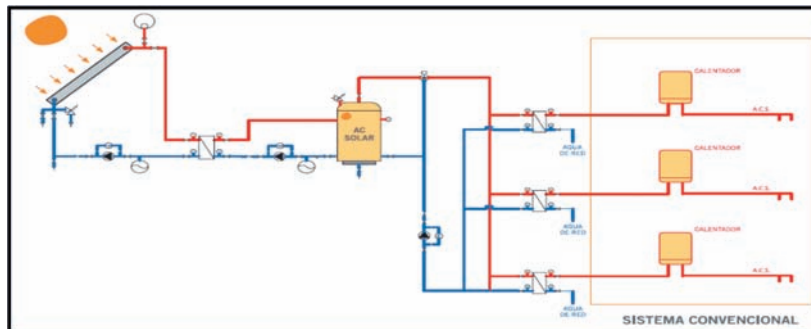 AC
SOLAR
CALENTADOR
A.C.S.
AGUA
DE RED
CALENTADOR
A.C.S.
AGUA
DE RED
CALENTADOR
A.C.S.
AGUA
DE RED
SISTEMA CONVENCIONAL